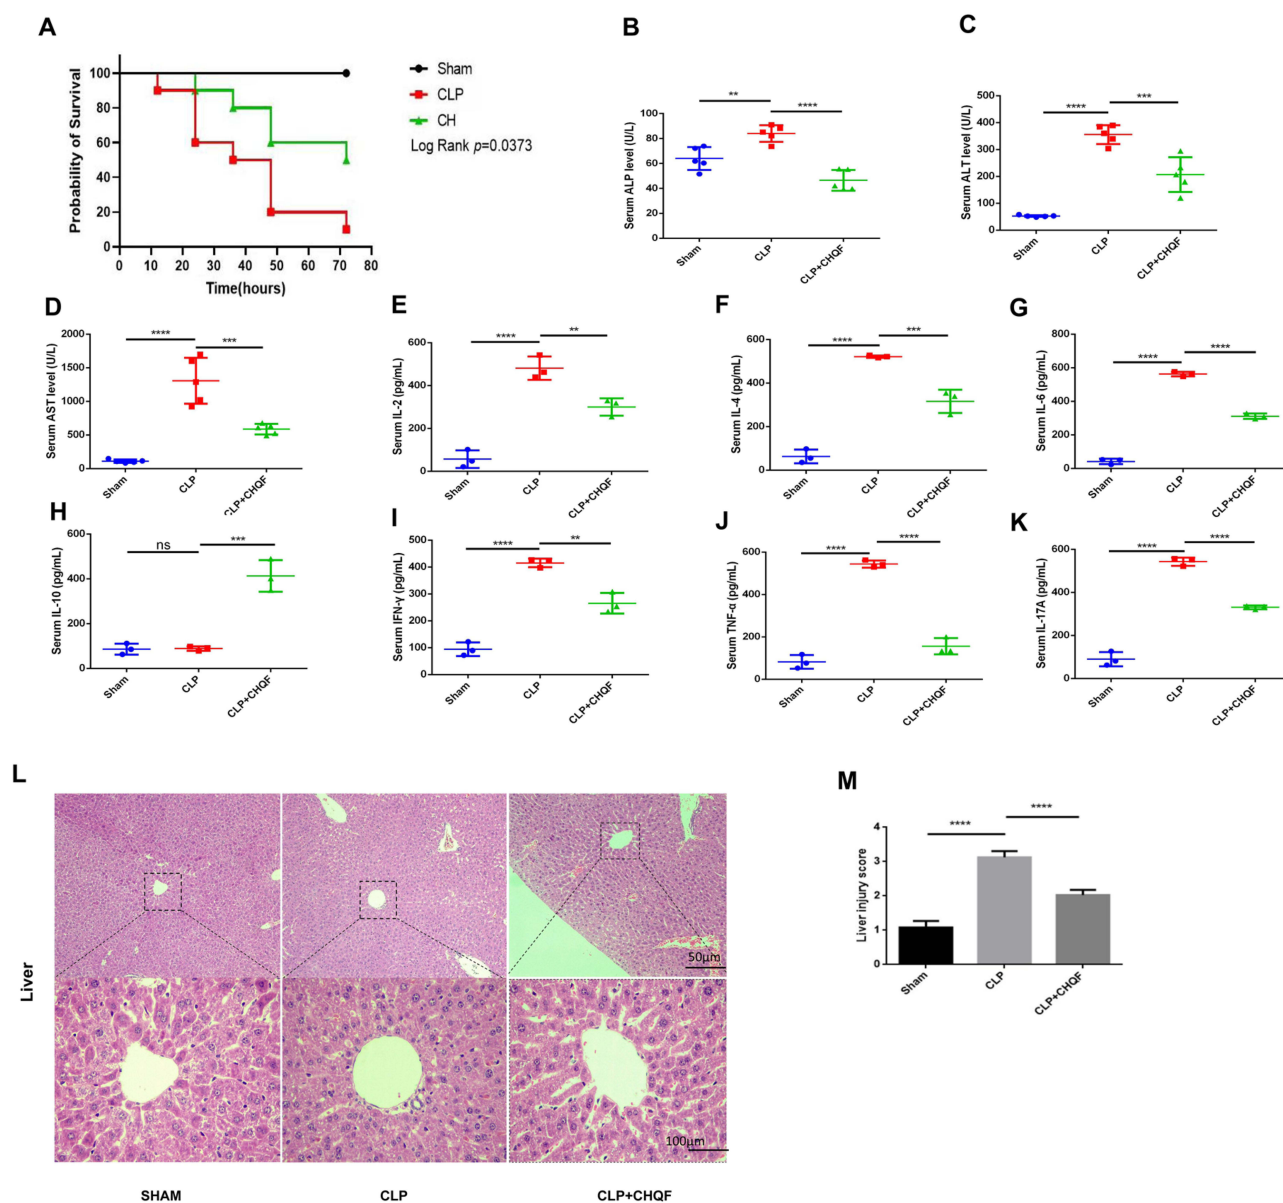 A
Probability of Survival
100
80
60
40
20
0
0 10 20 30 40 50 60 70 80
Time(hours)
Sham
CLP
CH
Log Rank p=0.0373
B
Serum ALP level (U/L)
100
80
60
40
20
0
** ****
Sham CLP CLP+CHQF
C
Serum ALT level (U/L)
500
400
300
200
100
0
**** ***
Sham CLP CLP+CHQF
D
Serum AST level (U/L)
2000
1500
1000
500
0
**** ***
Sham CLP CLP+CHQF
E
Serum IL-2 (pg/mL)
600
400
200
0
**** **
Sham CLP CLP+CHQF
F
Serum IL-4 (pg/mL)
600
400
200
0
**** ***
Sham CLP CLP+CHQF
G
Serum IL-6 (pg/mL)
800
600
400
200
0
**** ****
Sham CLP CLP+CHQF
H
Serum IL-10 (pg/mL)
600
400
200
0
ns ***
Sham CLP CLP+CHQF
I
Serum IFN-γ (pg/mL)
500
400
300
200
100
0
**** **
Sham CLP CLP+CHQF
J
Serum TNF-α (pg/mL)
600
400
200
0
**** ****
Sham CLP CLP+CHQF
K
Serum IL-17A (pg/mL)
600
400
200
0
**** ****
Sham CLP CLP+CHQF
L
Liver
50μm
100μm
SHAM CLP CLP+CHQF
M
Liver injury score
4
3
2
1
0
**** ****
Sham CLP CLP+CHQF